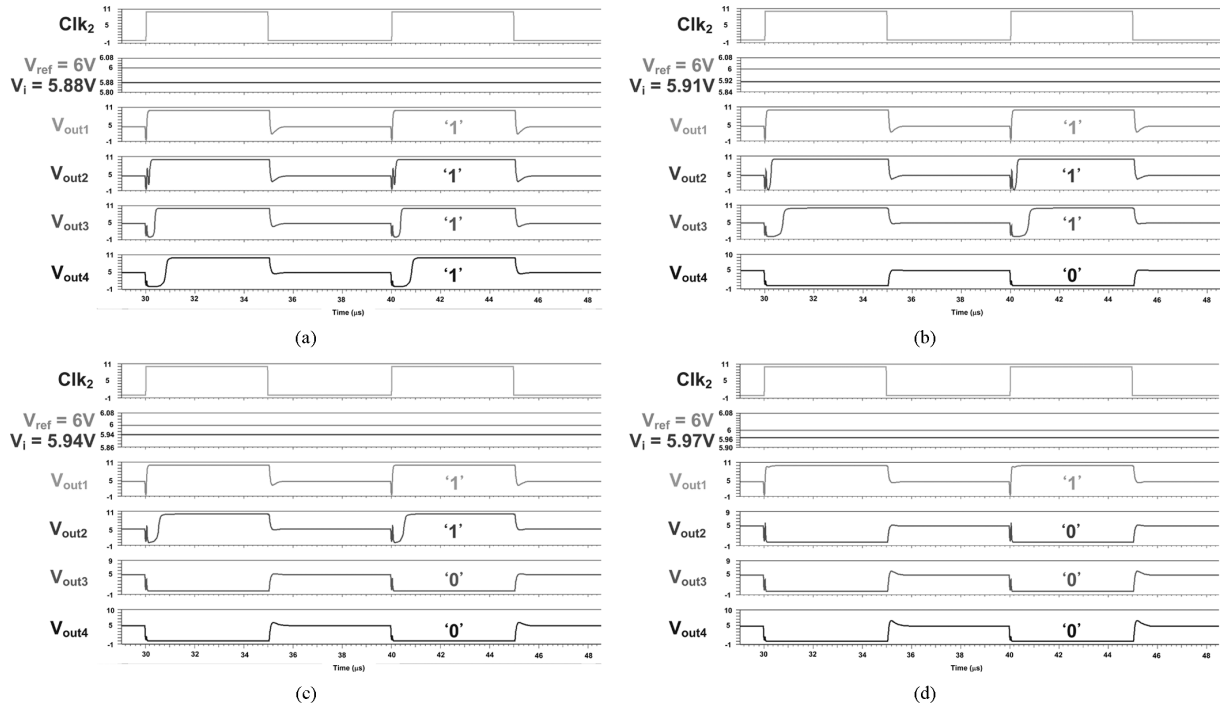 Clk2
11
5
-1
Vref = 6V
Vi = 5.88V
6.08
6
5.88
5.80
Vout1
11
5
-1
'1'
Vout2
11
5
-1
'1'
Vout3
11
5
-1
'1'
Vout4
11
5
-1
'1'
30 32 34 36 38 40 42 44 46 48
Time (μs)
(a)
Clk2
11
5
-1
Vref = 6V
Vi = 5.91V
6.08
6
5.92
5.84
Vout1
11
5
-1
'1'
Vout2
11
5
-1
'1'
Vout3
11
5
-1
'1'
Vout4
10
5
-1
'0'
30 32 34 36 38 40 42 44 46 48
Time (μs)
(b)
Clk2
11
5
-1
Vref = 6V
Vi = 5.94V
6.08
6
5.94
5.86
Vout1
11
5
-1
'1'
Vout2
11
5
-1
'1'
Vout3
9
5
-1
'0'
Vout4
10
5
-1
'0'
30 32 34 36 38 40 42 44 46 48
Time (μs)
(c)
Clk2
11
5
-1
Vref = 6V
Vi = 5.97V
6.08
6
5.96
5.90
Vout1
11
5
-1
'1'
Vout2
9
5
-1
'0'
Vout3
9
5
-1
'0'
Vout4
10
5
-1
'0'
30 32 34 36 38 40 42 44 46 48
Time (μs)
(d)